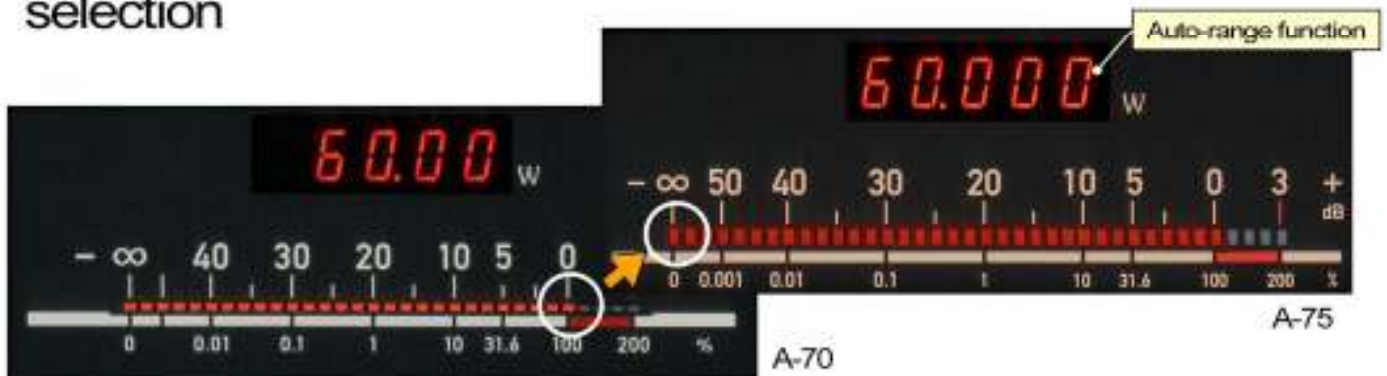 selection
Auto-range function
60.000 W
- ∞ 50 40 30 20 10 5 0 3 +
dB
0 0.001 0.01 0.1 1 10 31.6 100 200 %
A-75
60.00 W
- ∞ 40 30 20 10 5 0
0 0.01 0.1 1 10 31.6 100 200 %
A-70